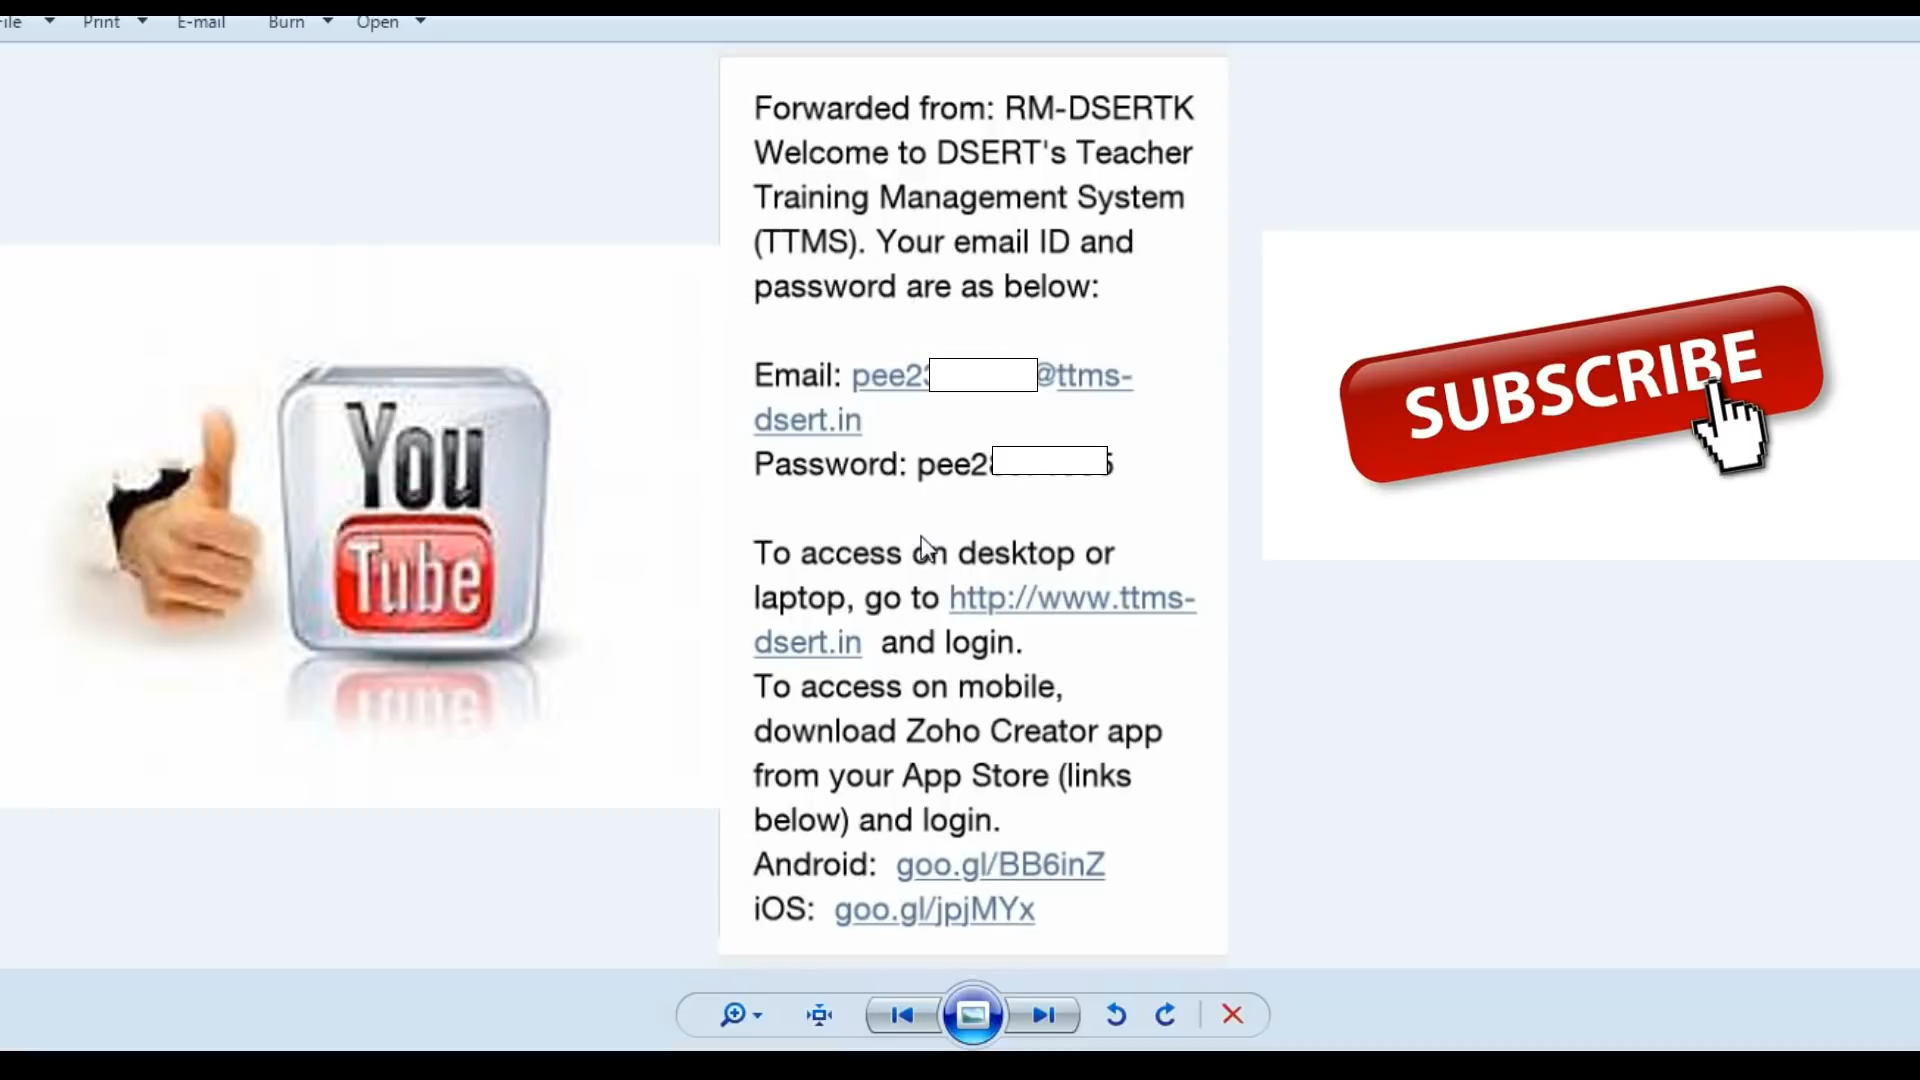 File Print E-mail Burn Open
Forwarded from: RM-DSERTK
Welcome to DSERT's Teacher
Training Management System
(TTMS). Your email ID and
password are as below:
Email: pee2 @ttms-
dsert.in
Password: pee2
To access on desktop or
laptop, go to http://www.ttms-
dsert.in and login.
To access on mobile,
download Zoho Creator app
from your App Store (links
below) and login.
Android: goo.gl/BB6inZ
iOS: goo.gl/jpjMYx
You
Tube
SUBSCRIBE